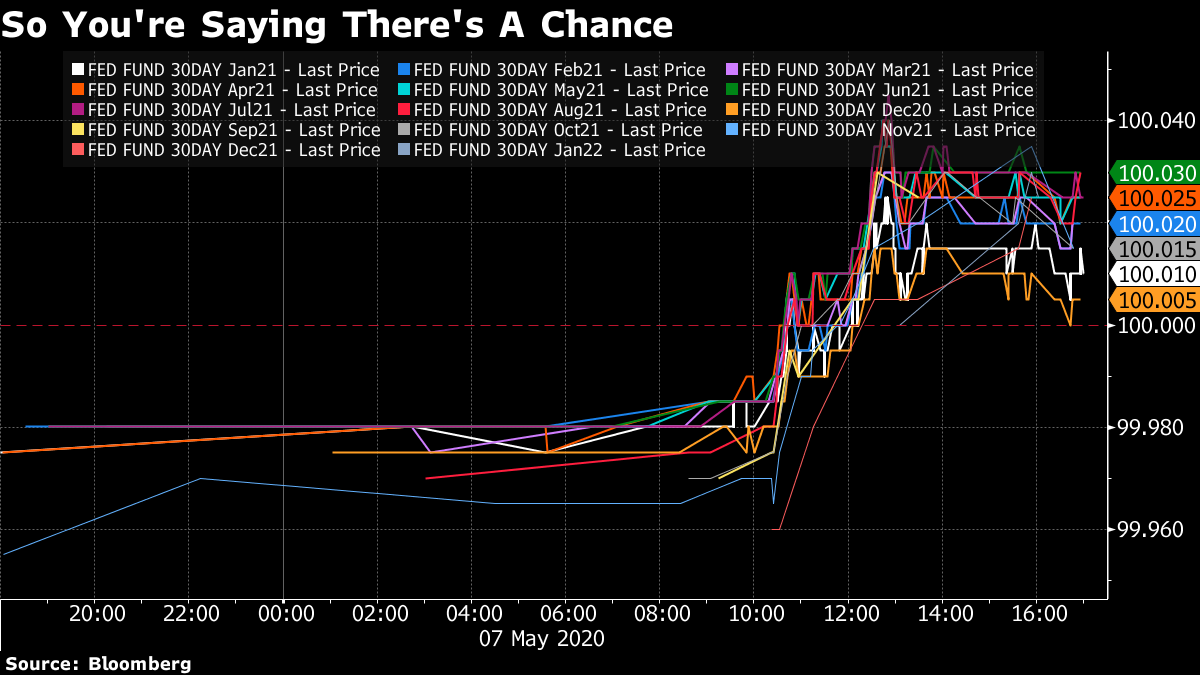 So You're Saying There's A Chance
FED FUND 30DAY Jan21 - Last Price FED FUND 30DAY Feb21 - Last Price FED FUND 30DAY Mar21 - Last Price
FED FUND 30DAY Apr21 - Last Price FED FUND 30DAY May21 - Last Price FED FUND 30DAY Jun21 - Last Price
FED FUND 30DAY Jul21 - Last Price FED FUND 30DAY Aug21 - Last Price FED FUND 30DAY Dec20 - Last Price
FED FUND 30DAY Sep21 - Last Price FED FUND 30DAY Oct21 - Last Price FED FUND 30DAY Nov21 - Last Price
FED FUND 30DAY Dec21 - Last Price FED FUND 30DAY Jan22 - Last Price
100.040
100.030
100.025
100.020
100.015
100.010
100.005
100.000
99.980
99.960
20:00 22:00 00:00 02:00 04:00 06:00 08:00 10:00 12:00 14:00 16:00
07 May 2020
Source: Bloomberg